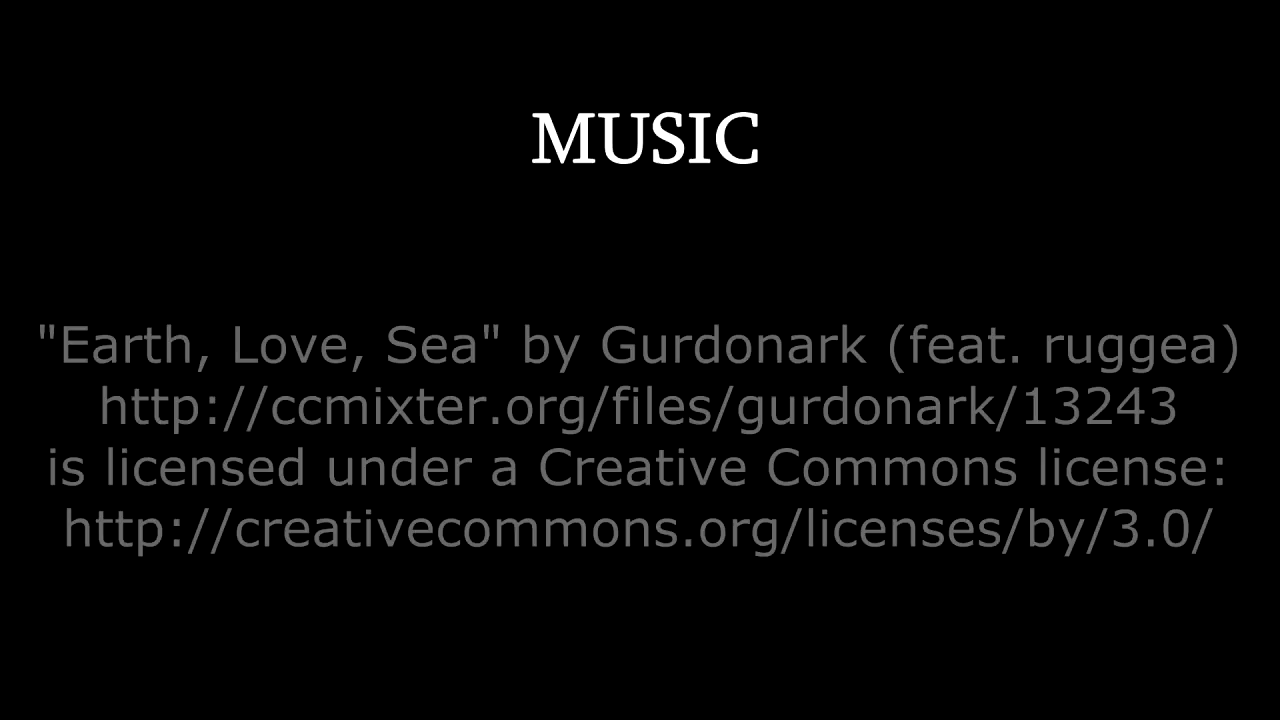 MUSIC
"Earth, Love, Sea" by Gurdonark (feat. ruggea)
http://ccmixter.org/files/gurdonark/13243
is licensed under a Creative Commons license:
http://creativecommons.org/licenses/by/3.0/